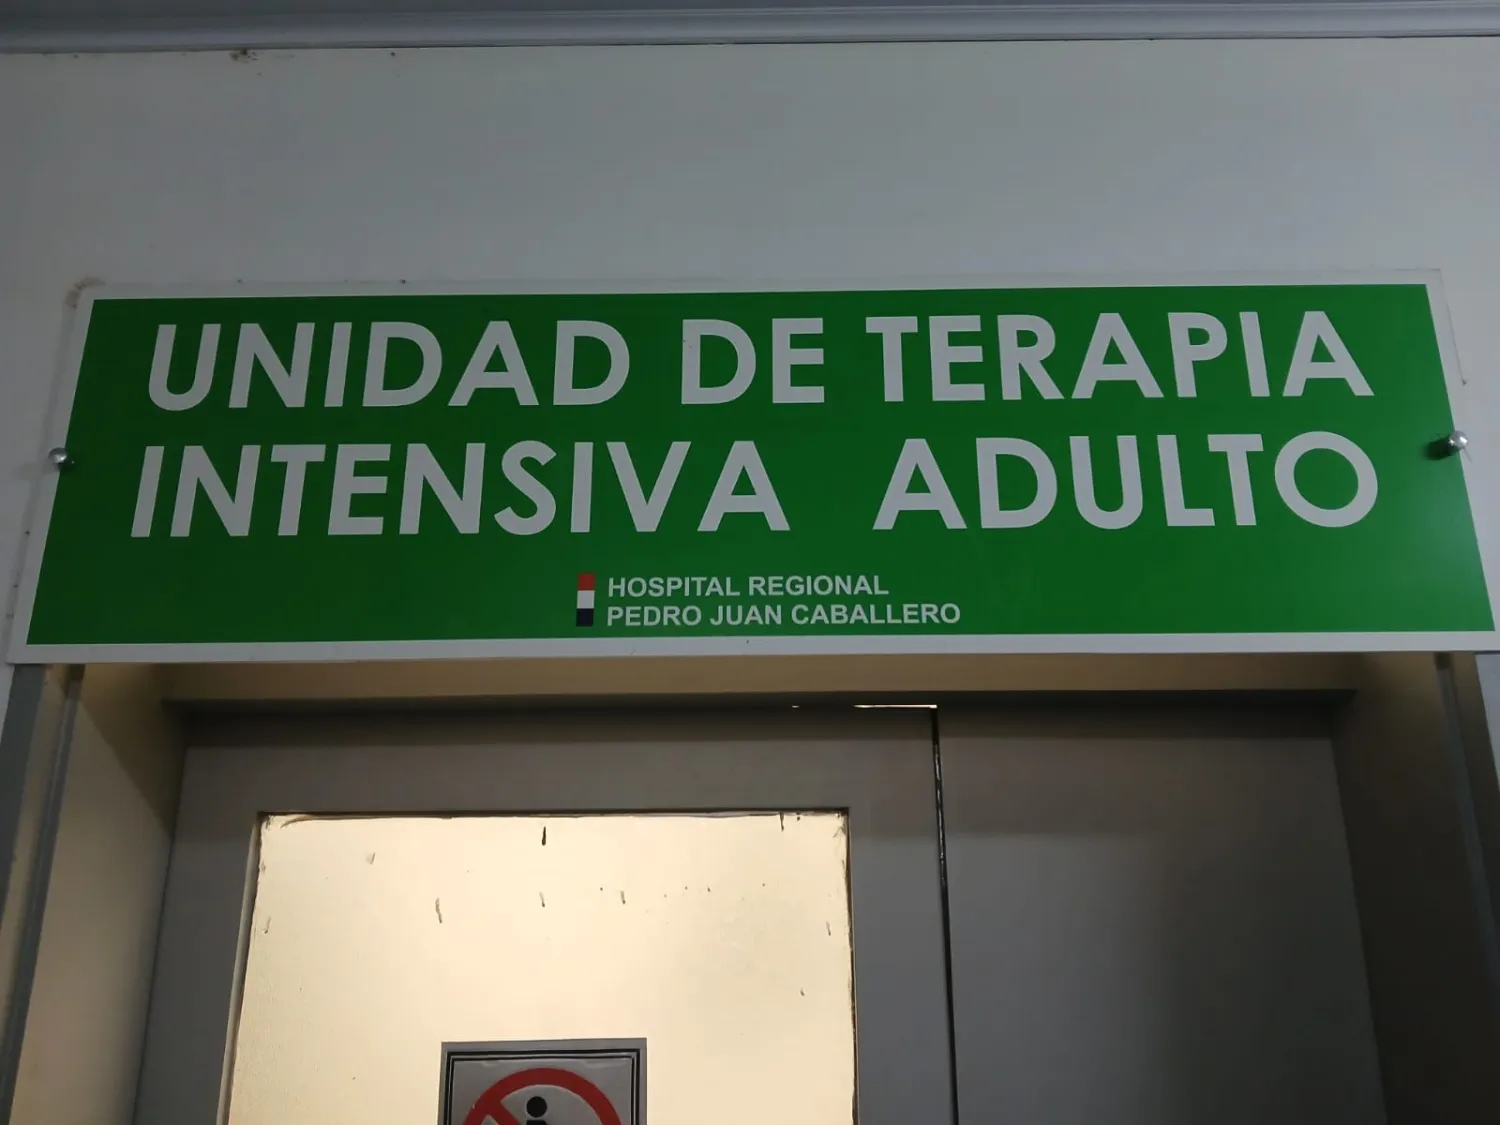 UNIDAD DE TERAPIA
INTENSIVA ADULTO
HOSPITAL REGIONAL
PEDRO JUAN CABALLERO